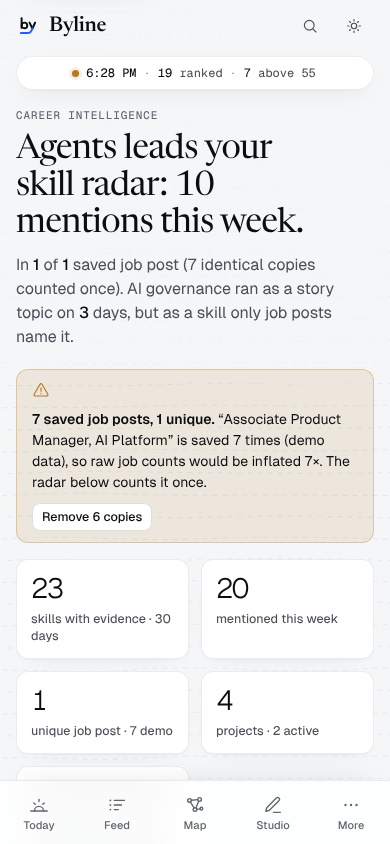 by Byline
6:28 PM · 19 ranked · 7 above 55
CAREER INTELLIGENCE
Agents leads your
skill radar: 10
mentions this week.
In 1 of 1 saved job post (7 identical copies
counted once). AI governance ran as a story
topic on 3 days, but as a skill only job posts
name it.
7 saved job posts, 1 unique. “Associate Product
Manager, AI Platform” is saved 7 times (demo
data), so raw job counts would be inflated 7×. The
radar below counts it once.
Remove 6 copies
23
skills with evidence · 30
days
20
mentioned this week
1
unique job post · 7 demo
4
projects · 2 active
Today
Feed
Map
Studio
More